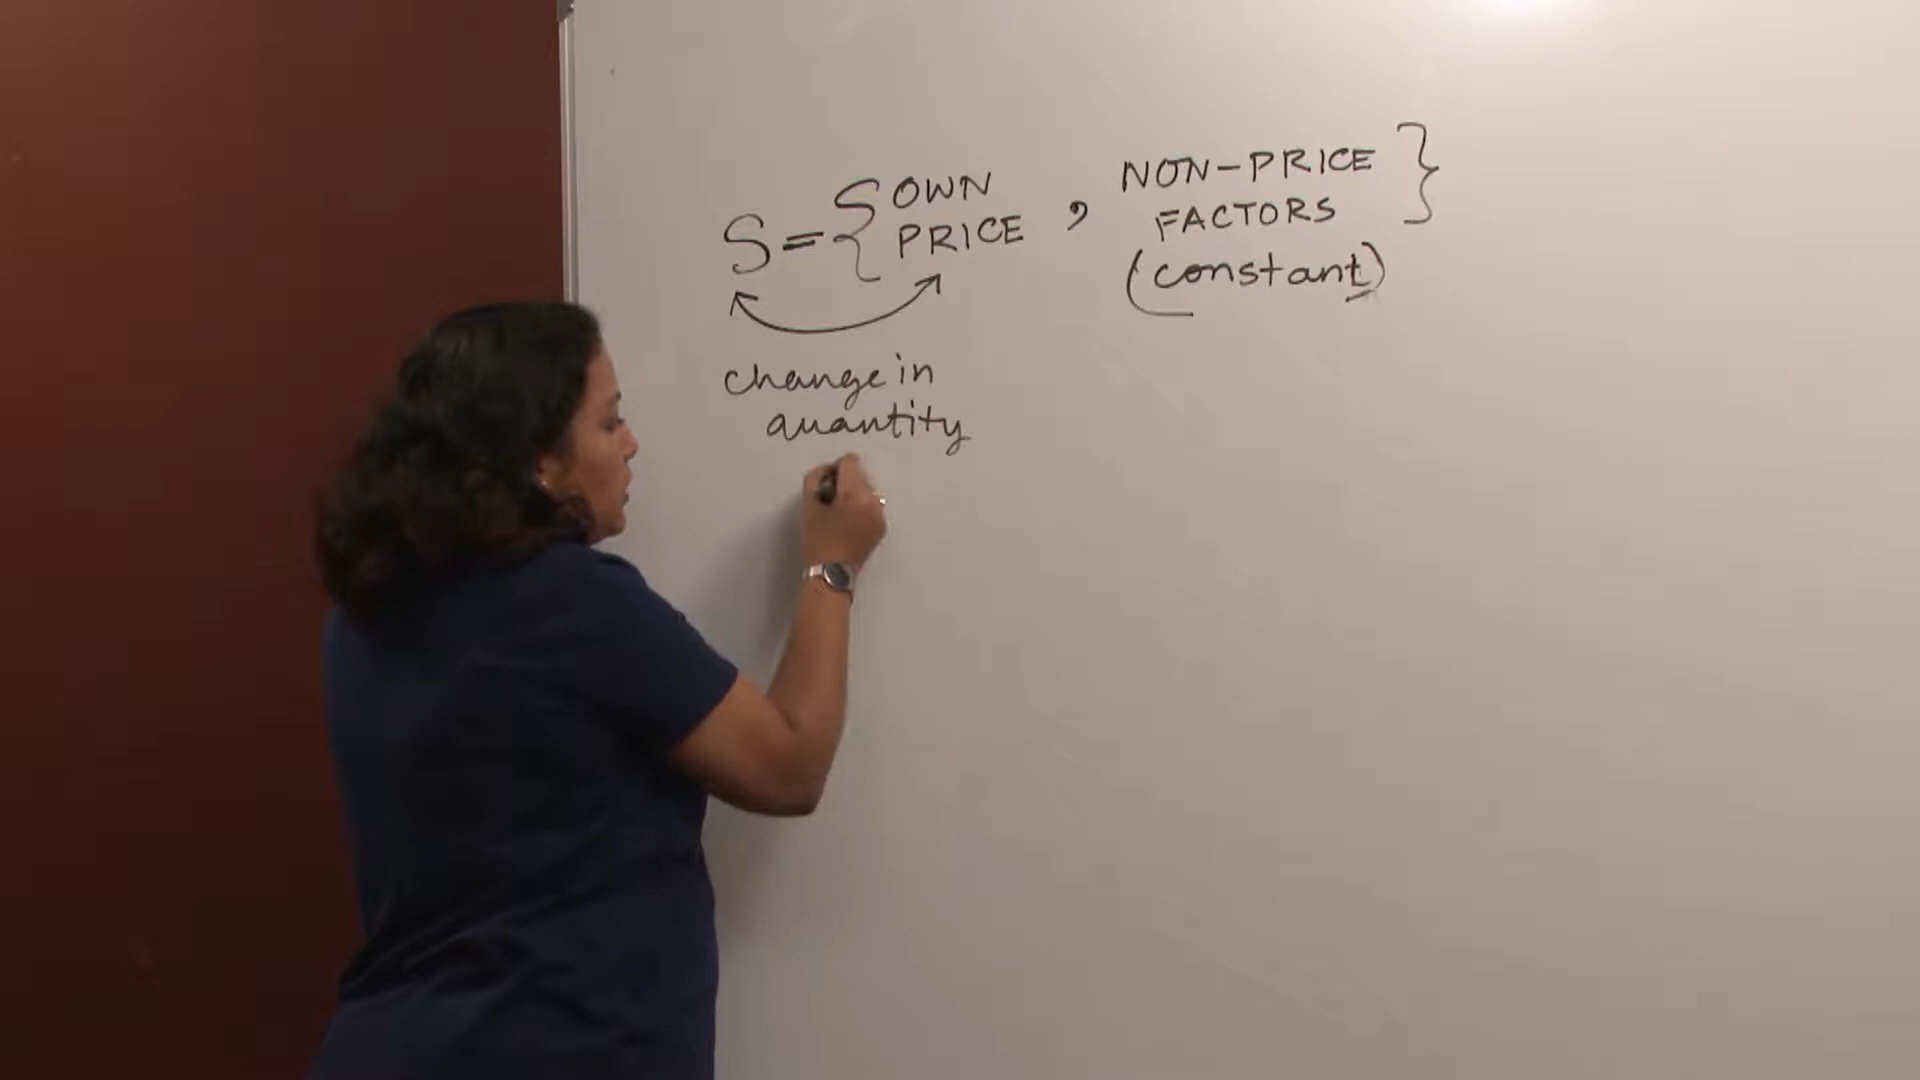 S = { OWN PRICE , NON-PRICE FACTORS }
(constant)
change in
quantity